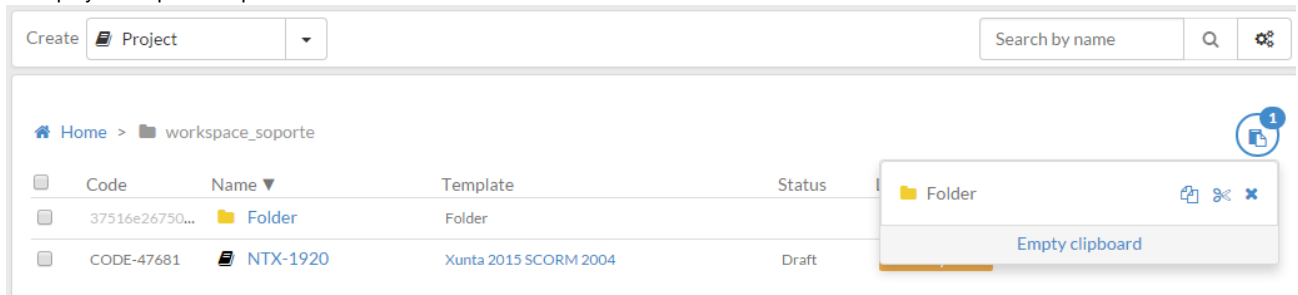 Create Project Search by name
1
Home > workspace_soporte
Code Name ▼ Template Status
Folder
37516e26750... Folder Folder
Empty clipboard
CODE-47681 NTX-1920 Xunta 2015 SCORM 2004 Draft